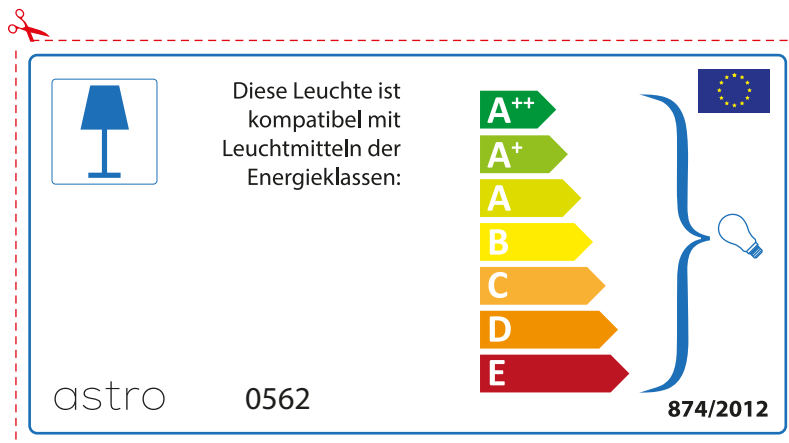 Diese Leuchte ist
kompatibel mit
Leuchtmitteln der
Energieklassen:
A++
A+
A
B
C
D
E
astro
0562
874/2012